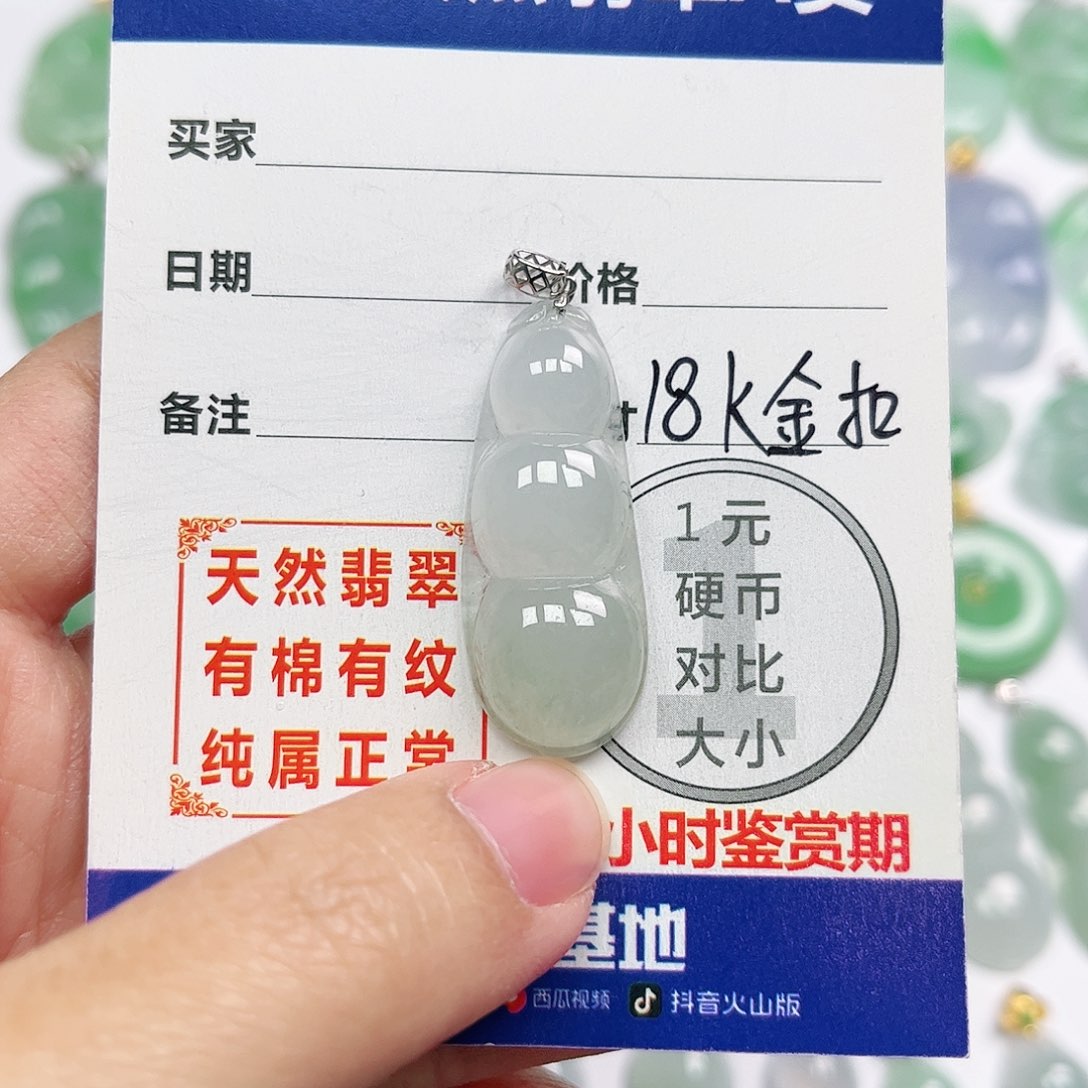 买家
日期
价格
备注
18K金扣
1元
硬币
对比
大小
天然翡翠
有棉有纹
纯属正常
小时鉴赏期
基地
西瓜视频 抖音火山版